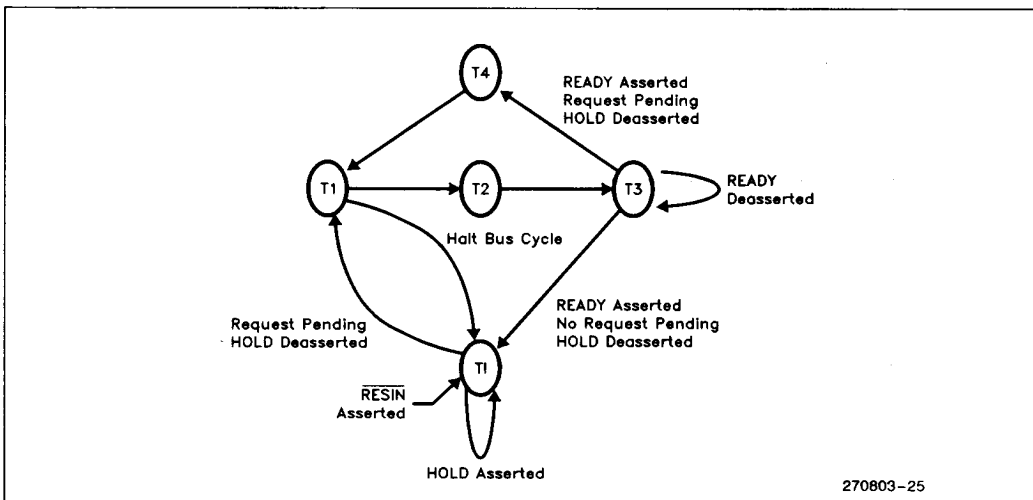 T4
READY Asserted
Request Pending
HOLD Deasserted
T1
T2
T3
READY
Deasserted
Halt Bus Cycle
Request Pending
HOLD Deasserted
READY Asserted
No Request Pending
HOLD Deasserted
TI
RESIN
Asserted
HOLD Asserted
270803-25